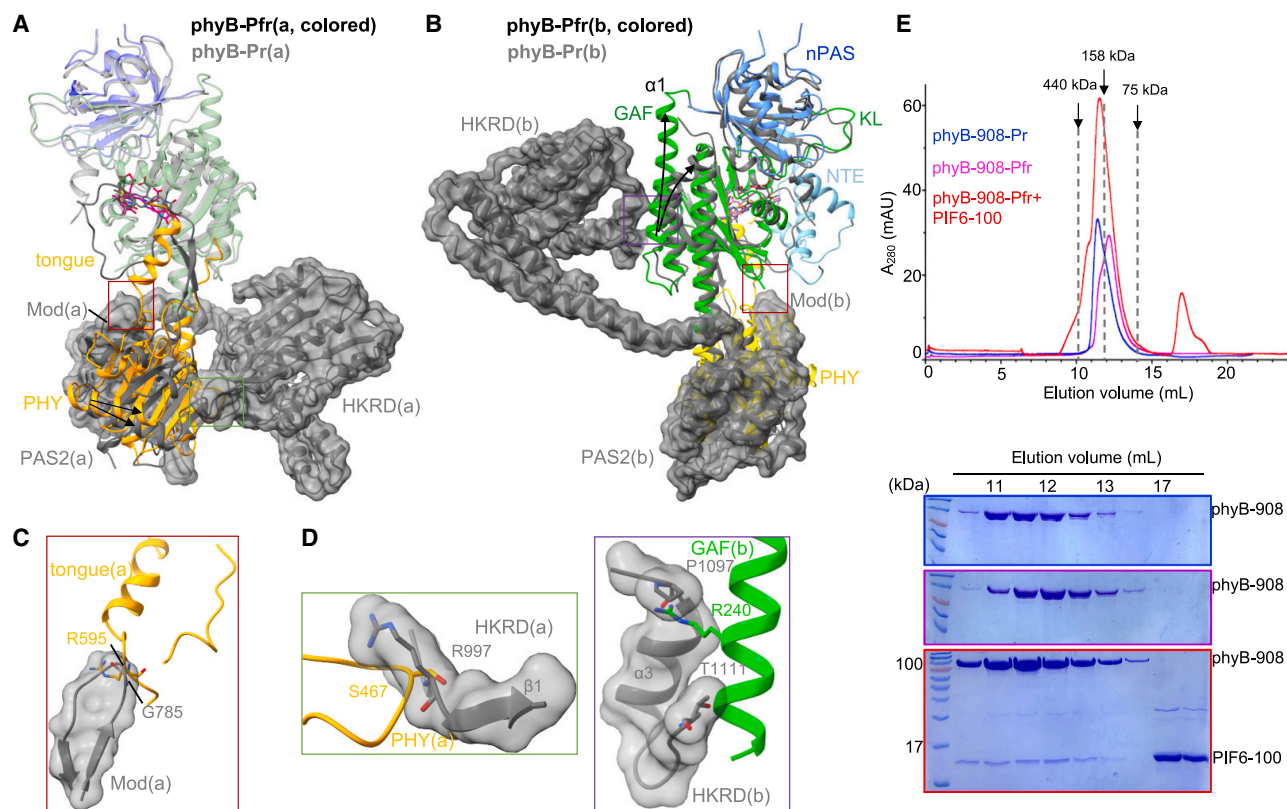 A
phyB-Pfr(a, colored)
phyB-Pr(a)
tongue
Mod(a)
PHY
PAS2(a)
HKRD(a)
B
phyB-Pfr(b, colored)
phyB-Pr(b)
nPAS
α1
GAF
KL
HKRD(b)
NTE
Mod(b)
PHY
PAS2(b)
C
tongue(a)
R595
G785
Mod(a)
D
HKRD(a)
R997
S467
β1
PHY(a)
GAF(b)
P1097
R240
α3
T1111
HKRD(b)
E
158 kDa
440 kDa
75 kDa
phyB-908-Pr
phyB-908-Pfr
phyB-908-Pfr+
PIF6-100
A280 (mAU)
60
40
20
0
0 5 10 15 20
Elution volume (mL)
Elution volume (mL)
(kDa) 11 12 13 17
phyB-908
phyB-908
100 phyB-908
17
PIF6-100